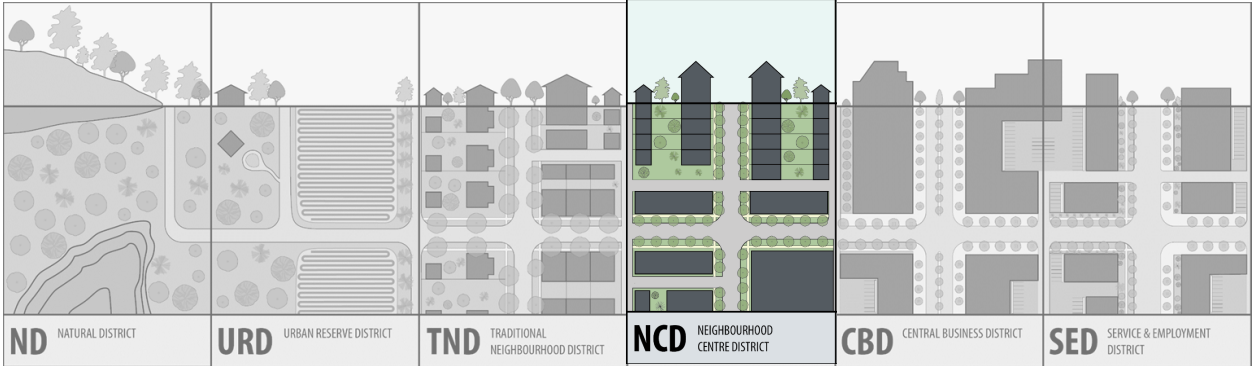 ND NATURAL DISTRICT
URD URBAN RESERVE DISTRICT
TND TRADITIONAL
NEIGHBOURHOOD DISTRICT
NCD NEIGHBOURHOOD
CENTRE DISTRICT
CBD CENTRAL BUSINESS DISTRICT
SED SERVICE & EMPLOYMENT
DISTRICT